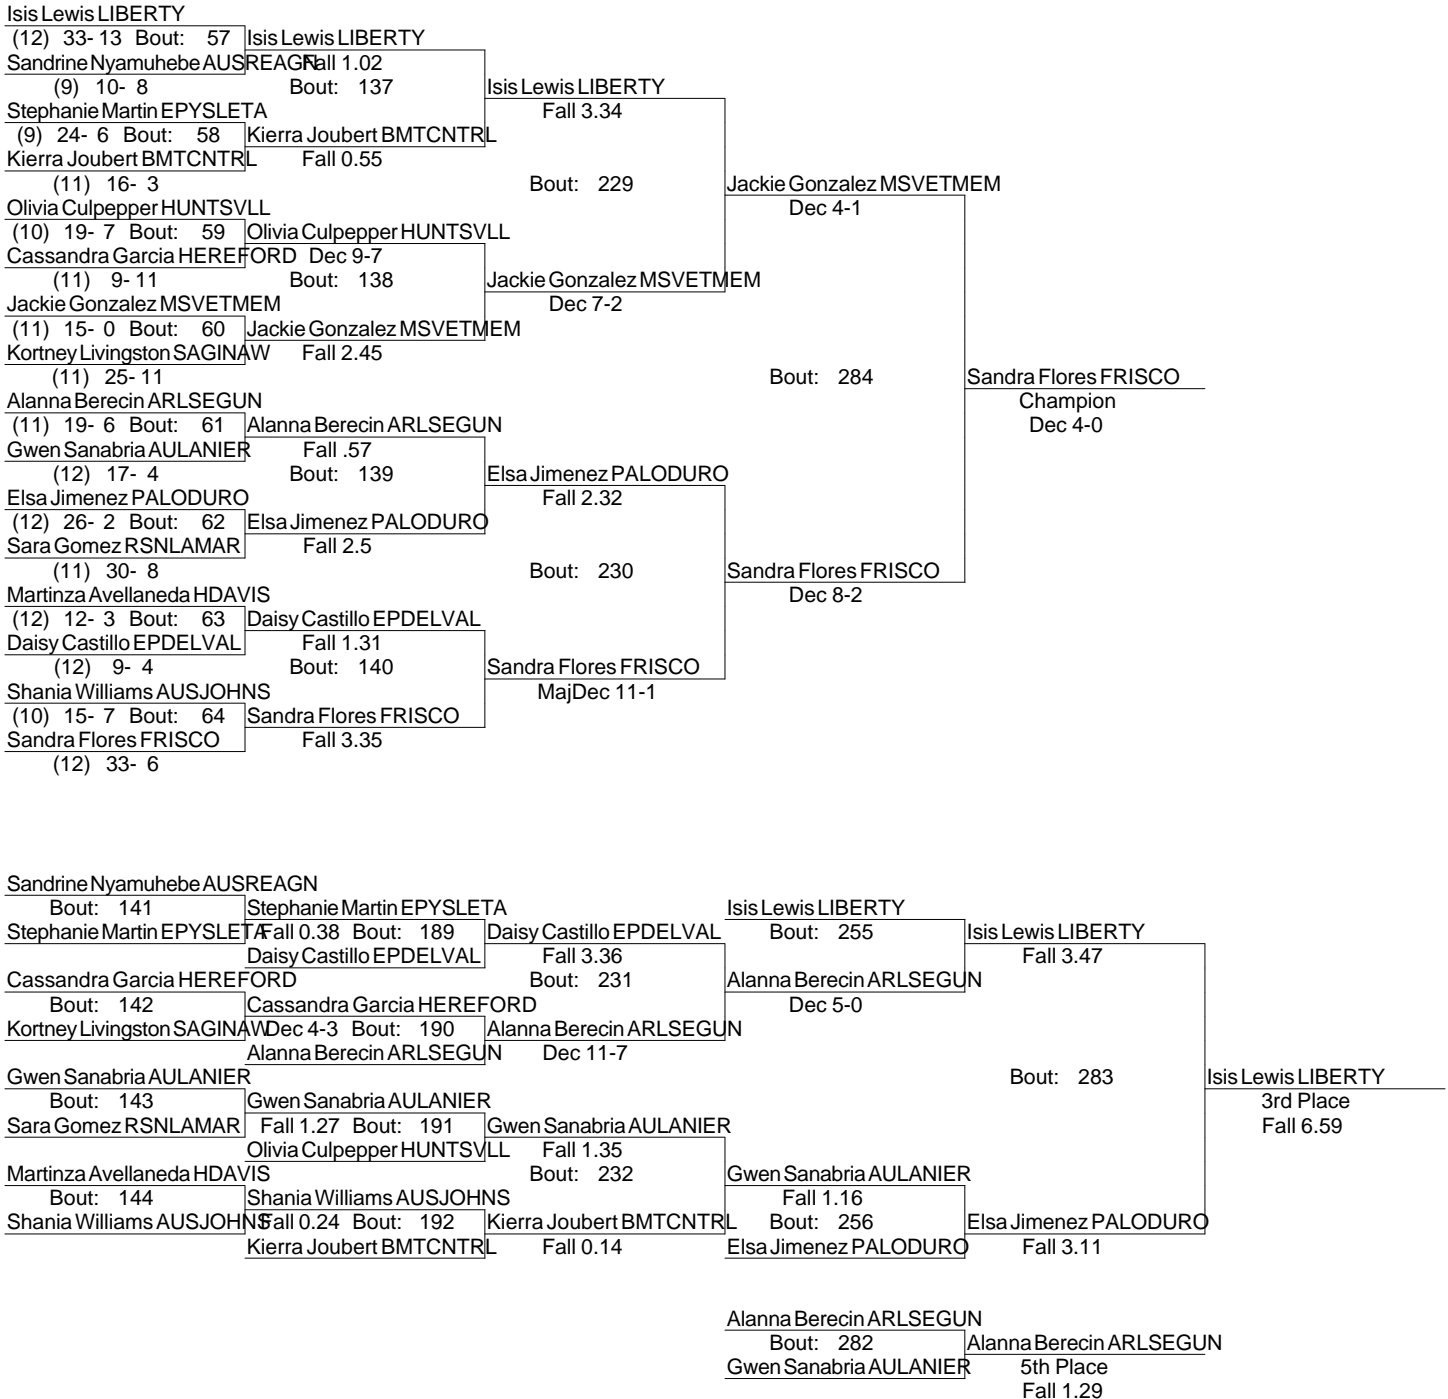 Isis Lewis LIBERTY
(12) 33- 13 Bout: 57 Isis Lewis LIBERTY
Sandrine Nyamuhebe AUSREAGN Fall 1.02
(9) 10- 8 Bout: 137 Isis Lewis LIBERTY
Stephanie Martin EPYSLETA Fall 3.34
(9) 24- 6 Bout: 58 Kierra Joubert BMTCNTRL
Kierra Joubert BMTCNTRL Fall 0.55
(11) 16- 3 Bout: 229 Jackie Gonzalez MSVETMEM
Olivia Culpepper HUNTSVLL Dec 4-1
(10) 19- 7 Bout: 59 Olivia Culpepper HUNTSVLL
Cassandra Garcia HEREFORD Dec 9-7
(11) 9- 11 Bout: 138 Jackie Gonzalez MSVETMEM
Jackie Gonzalez MSVETMEM Dec 7-2
(11) 15- 0 Bout: 60 Jackie Gonzalez MSVETMEM
Kortney Livingston SAGINAW Fall 2.45
(11) 25- 11 Bout: 284 Sandra Flores FRISCO
Alanna Berecin ARLSEGUN Champion
(11) 19- 6 Bout: 61 Alanna Berecin ARLSEGUN Dec 4-0
Gwen Sanabria AULANIER Fall .57
(12) 17- 4 Bout: 139 Elsa Jimenez PALODURO
Elsa Jimenez PALODURO Fall 2.32
(12) 26- 2 Bout: 62 Elsa Jimenez PALODURO
Sara Gomez RSNLAMAR Fall 2.5
(11) 30- 8 Bout: 230 Sandra Flores FRISCO
Martinza Avellaneda HDAVIS Dec 8-2
(12) 12- 3 Bout: 63 Daisy Castillo EPDELVAL
Daisy Castillo EPDELVAL Fall 1.31
(12) 9- 4 Bout: 140 Sandra Flores FRISCO
Shania Williams AUSJOHNS MajDec 11-1
(10) 15- 7 Bout: 64 Sandra Flores FRISCO
Sandra Flores FRISCO Fall 3.35
(12) 33- 6
Sandrine Nyamuhebe AUSREAGN
Bout: 141 Stephanie Martin EPYSLETA Isis Lewis LIBERTY
Stephanie Martin EPYSLETA Fall 0.38 Bout: 189 Daisy Castillo EPDELVAL Bout: 255 Isis Lewis LIBERTY
Daisy Castillo EPDELVAL Fall 3.36 Fall 3.47
Cassandra Garcia HEREFORD Bout: 231 Alanna Berecin ARLSEGUN
Bout: 142 Cassandra Garcia HEREFORD Dec 5-0
Kortney Livingston SAGINAW Dec 4-3 Bout: 190 Alanna Berecin ARLSEGUN
Alanna Berecin ARLSEGUN Dec 11-7
Gwen Sanabria AULANIER Bout: 283 Isis Lewis LIBERTY
Bout: 143 Gwen Sanabria AULANIER 3rd Place
Sara Gomez RSNLAMAR Fall 1.27 Bout: 191 Gwen Sanabria AULANIER Fall 6.59
Olivia Culpepper HUNTSVLL Fall 1.35
Martinza Avellaneda HDAVIS Bout: 232 Gwen Sanabria AULANIER
Bout: 144 Shania Williams AUSJOHNS Fall 1.16
Shania Williams AUSJOHNS Fall 0.24 Bout: 192 Kierra Joubert BMTCNTRL Bout: 256 Elsa Jimenez PALODURO
Kierra Joubert BMTCNTRL Fall 0.14 Elsa Jimenez PALODURO Fall 3.11
Alanna Berecin ARLSEGUN
Bout: 282 Alanna Berecin ARLSEGUN
Gwen Sanabria AULANIER 5th Place
Fall 1.29